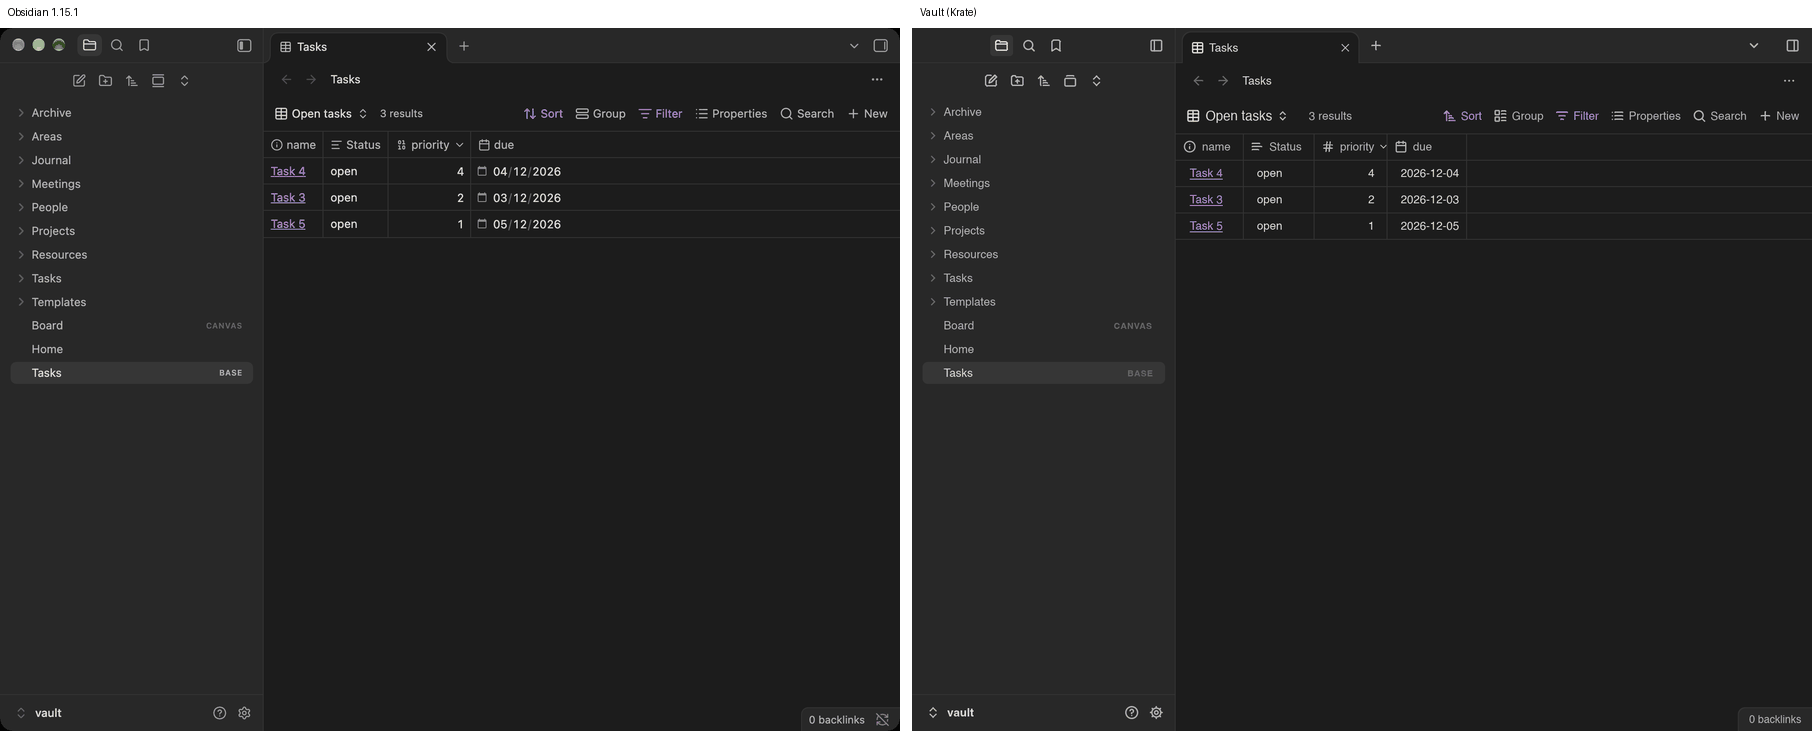 Obsidian 1.15.1
Tasks
Tasks
Open tasks 3 results Sort Group Filter Properties Search New
name Status priority due
Task 4 open 4 04/12/2026
Task 3 open 2 03/12/2026
Task 5 open 1 05/12/2026
Archive
Areas
Journal
Meetings
People
Projects
Resources
Tasks
Templates
Board CANVAS
Home
Tasks BASE
vault
0 backlinks
Vault (Krate)
Tasks
Tasks
Open tasks 3 results Sort Group Filter Properties Search New
name Status priority due
Task 4 open 4 2026-12-04
Task 3 open 2 2026-12-03
Task 5 open 1 2026-12-05
Archive
Areas
Journal
Meetings
People
Projects
Resources
Tasks
Templates
Board CANVAS
Home
Tasks BASE
vault
0 backlinks